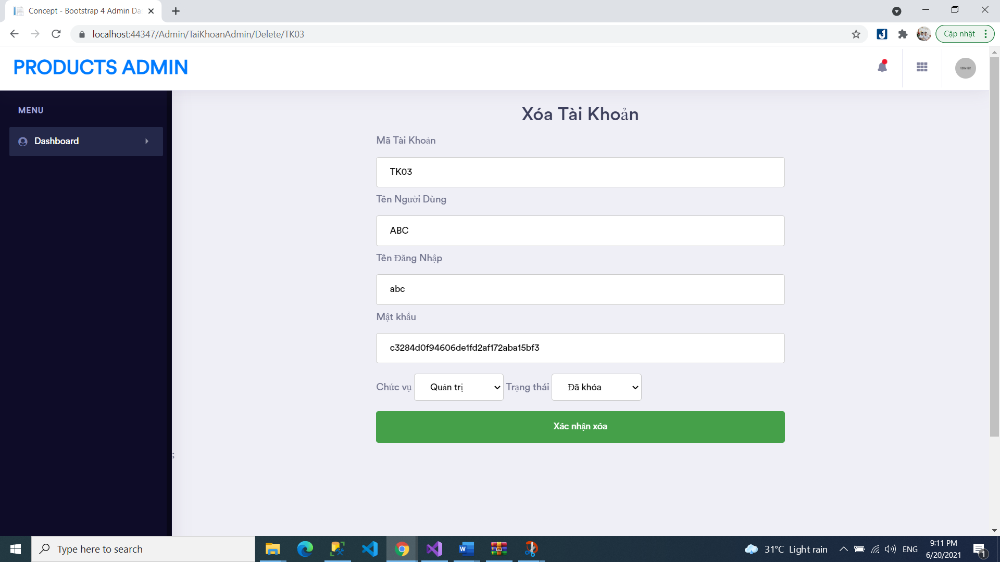 Concept - Bootstrap 4 Admin Da
localhost:44347/Admin/TaiKhoanAdmin/Delete/TK03
Cập nhật
PRODUCTS ADMIN
MENU
Dashboard
Xóa Tài Khoản
Mã Tài Khoản
TK03
Tên Người Dùng
ABC
Tên Đăng Nhập
abc
Mật khẩu
c3284d0f94606de1fd2af172aba15bf3
Chức vụ Quản trị Trạng thái Đã khóa
Xác nhận xóa
;
Type here to search
31°C Light rain
ENG
9:11 PM
6/20/2021
1